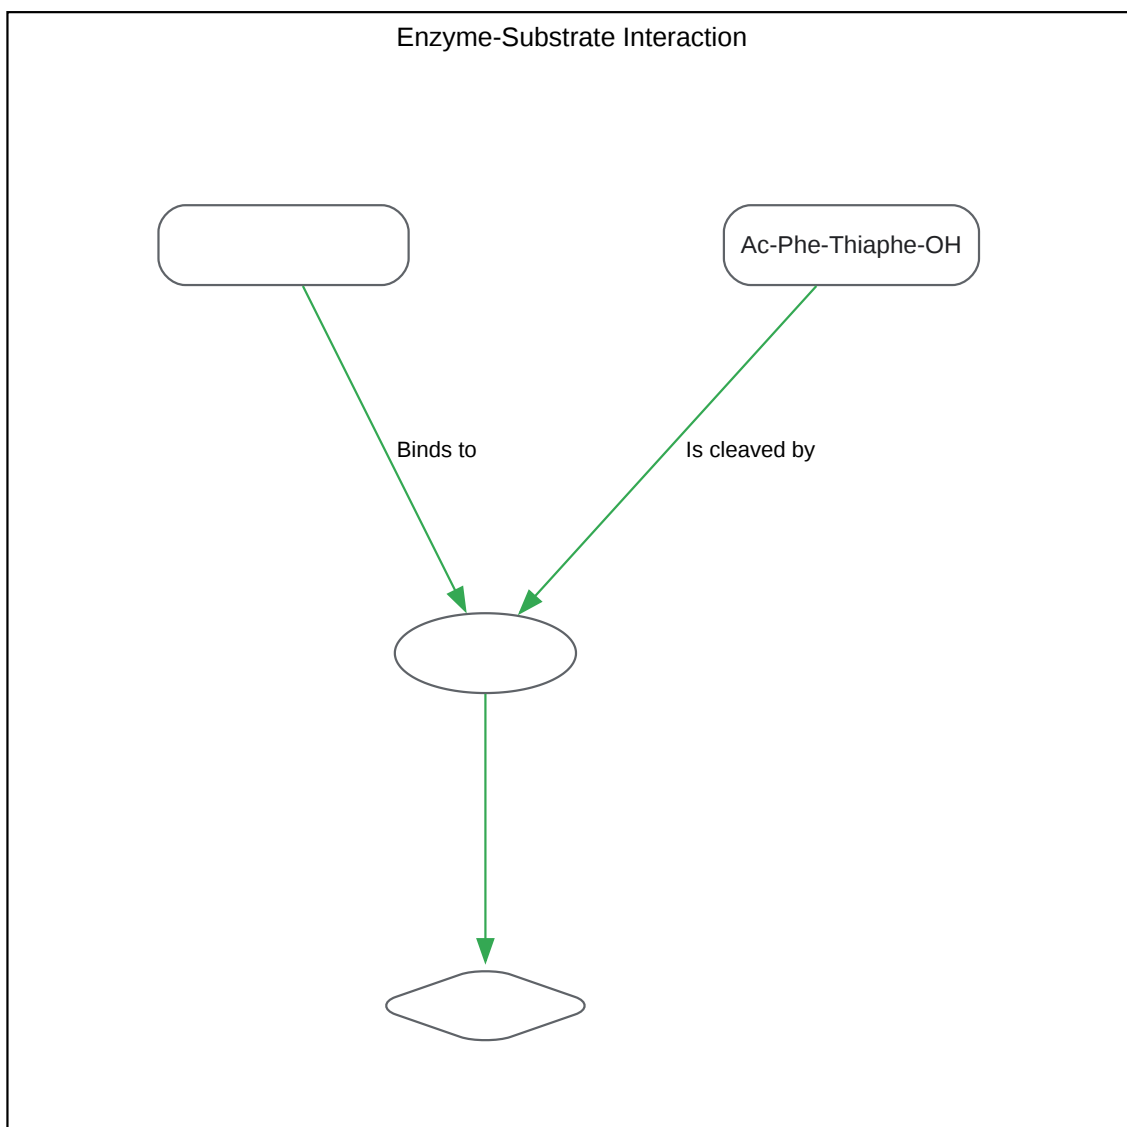 Enzyme-Substrate Interaction
Ac-Phe-Thiaphe-OH
Binds to
Is cleaved by